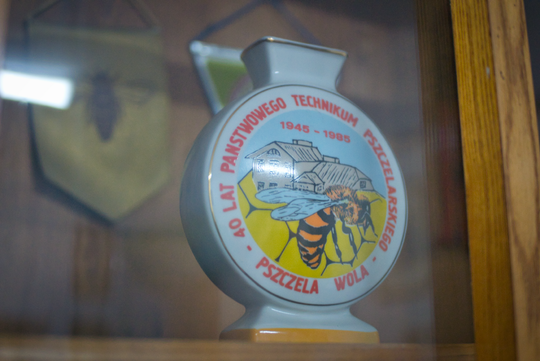 - 40 LAT PAŃSTWOWEGO TECHNIKUM PSZCZELARSKIEGO -
1945 - 1985
PSZCZELA WOLA